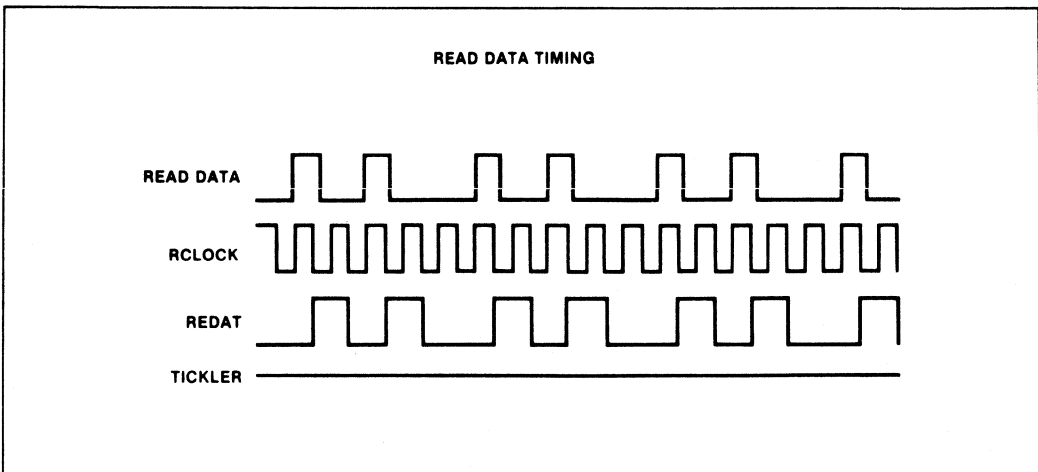 READ DATA TIMING
READ DATA
RCLOCK
REDAT
TICKLER